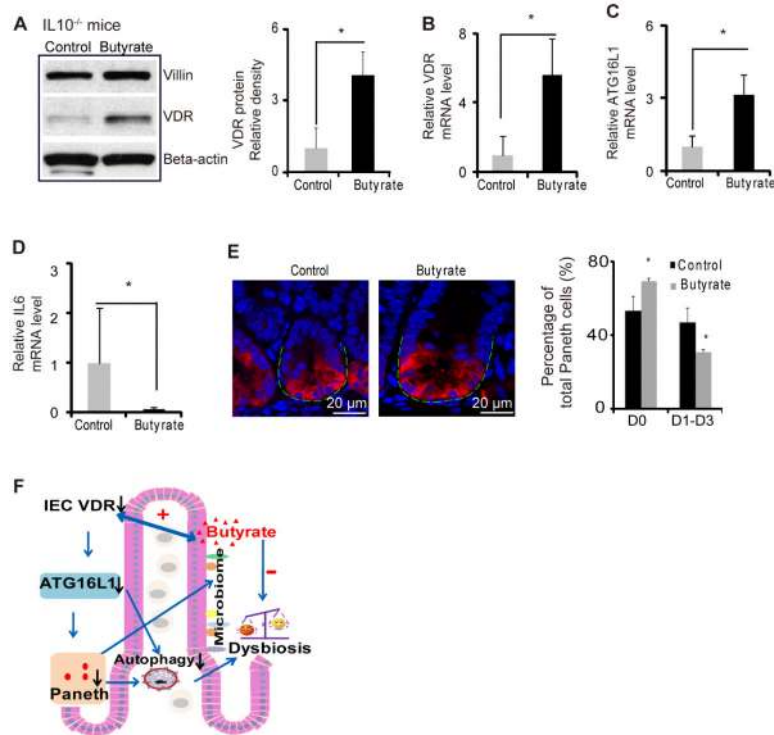 A
IL10-/- mice
Control Butyrate
Villin
VDR
Beta-actin
VDR protein
Relative density
6
3
0
Control Butyrate
*
B
Relative VDR
mRNA level
8
4
0
Control Butyrate
*
C
Relative ATG16L1
mRNA level
6
3
0
Control Butyrate
*
D
Relative IL6
mRNA level
3
2
1
0
Control Butyrate
*
E
Control Butyrate
20 µm 20 µm
Percentage of
total Paneth cells (%)
80
40
0
* Control
Butyrate
*
D0 D1-D3
F
IEC VDR
+
Butyrate
ATG16L1
-
Microbiome
Autophagy
Dysbiosis
Paneth